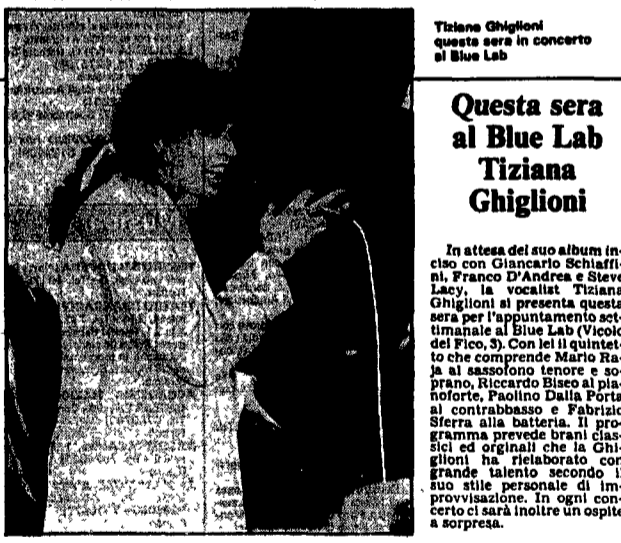 Tiziana Ghiglioni
questa sera in concerto
al Blue Lab
Questa sera
al Blue Lab
Tiziana
Ghiglioni
In attesa del suo album in-
ciso con Giancarlo Schiaffi-
ni, Franco D'Andrea e Steve
Lacy, la vocalist Tiziana
Ghiglioni si presenta questa
sera per l'appuntamento set-
timanale al Blue Lab (Vicolo
del Fico, 3). Con lei il quintet-
to che comprende Mario Ra-
ja al sassofono tenore e so-
prano, Riccardo Biseo al pia-
noforte, Paolino Dalla Porta
al contrabbasso e Fabrizio
Sferra alla batteria. Il pro-
gramma prevede brani clas-
sici ed orginali che la Ghi-
glioni ha rielaborato con
grande talento secondo il
suo stile personale di im-
provvisazione. In ogni con-
certo ci sarà inoltre un ospite
a sorpresa.